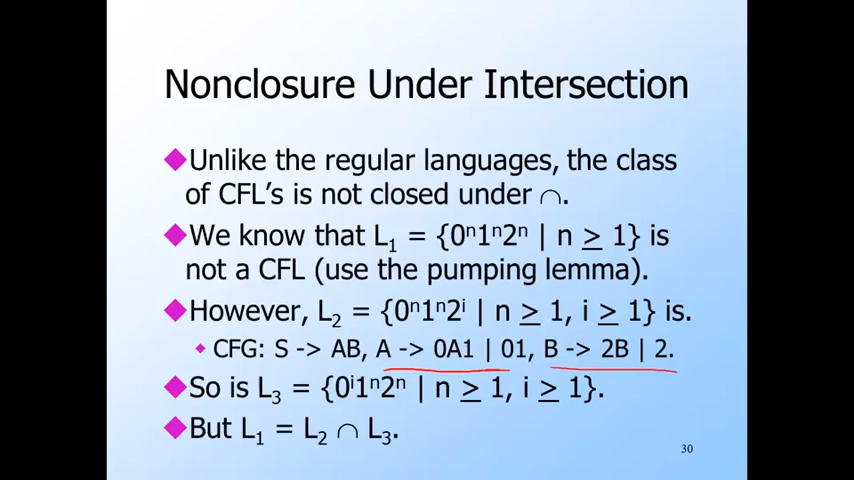 Nonclosure Under Intersection
◆Unlike the regular languages, the class
of CFL’s is not closed under ∩.
◆We know that L₁ = {0ⁿ1ⁿ2ⁿ | n ≥ 1} is
not a CFL (use the pumping lemma).
◆However, L₂ = {0ⁿ1ⁿ2ⁱ | n ≥ 1, i ≥ 1} is.
◆ CFG: S -> AB, A -> 0A1 | 01, B -> 2B | 2.
◆So is L₃ = {0ⁱ1ⁿ2ⁿ | n ≥ 1, i ≥ 1}.
◆But L₁ = L₂ ∩ L₃.
30